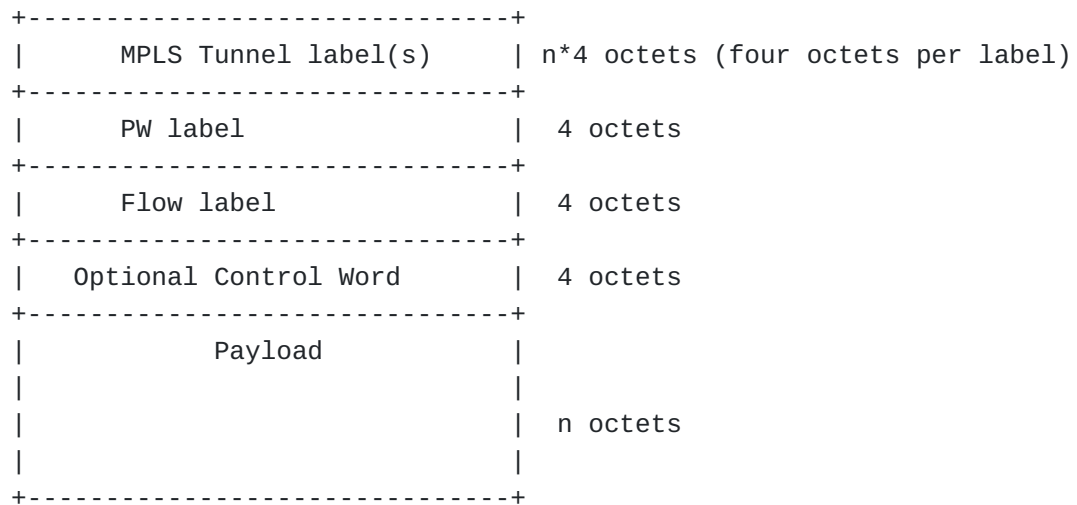 +-------------------------------+
|      MPLS Tunnel label(s)     | n*4 octets (four octets per label)
+-------------------------------+
|      PW label                 |  4 octets
+-------------------------------+
|      Flow label               |  4 octets
+-------------------------------+
|   Optional Control Word       |  4 octets
+-------------------------------+
|            Payload            |
|                               |
|                               |  n octets
|                               |
+-------------------------------+